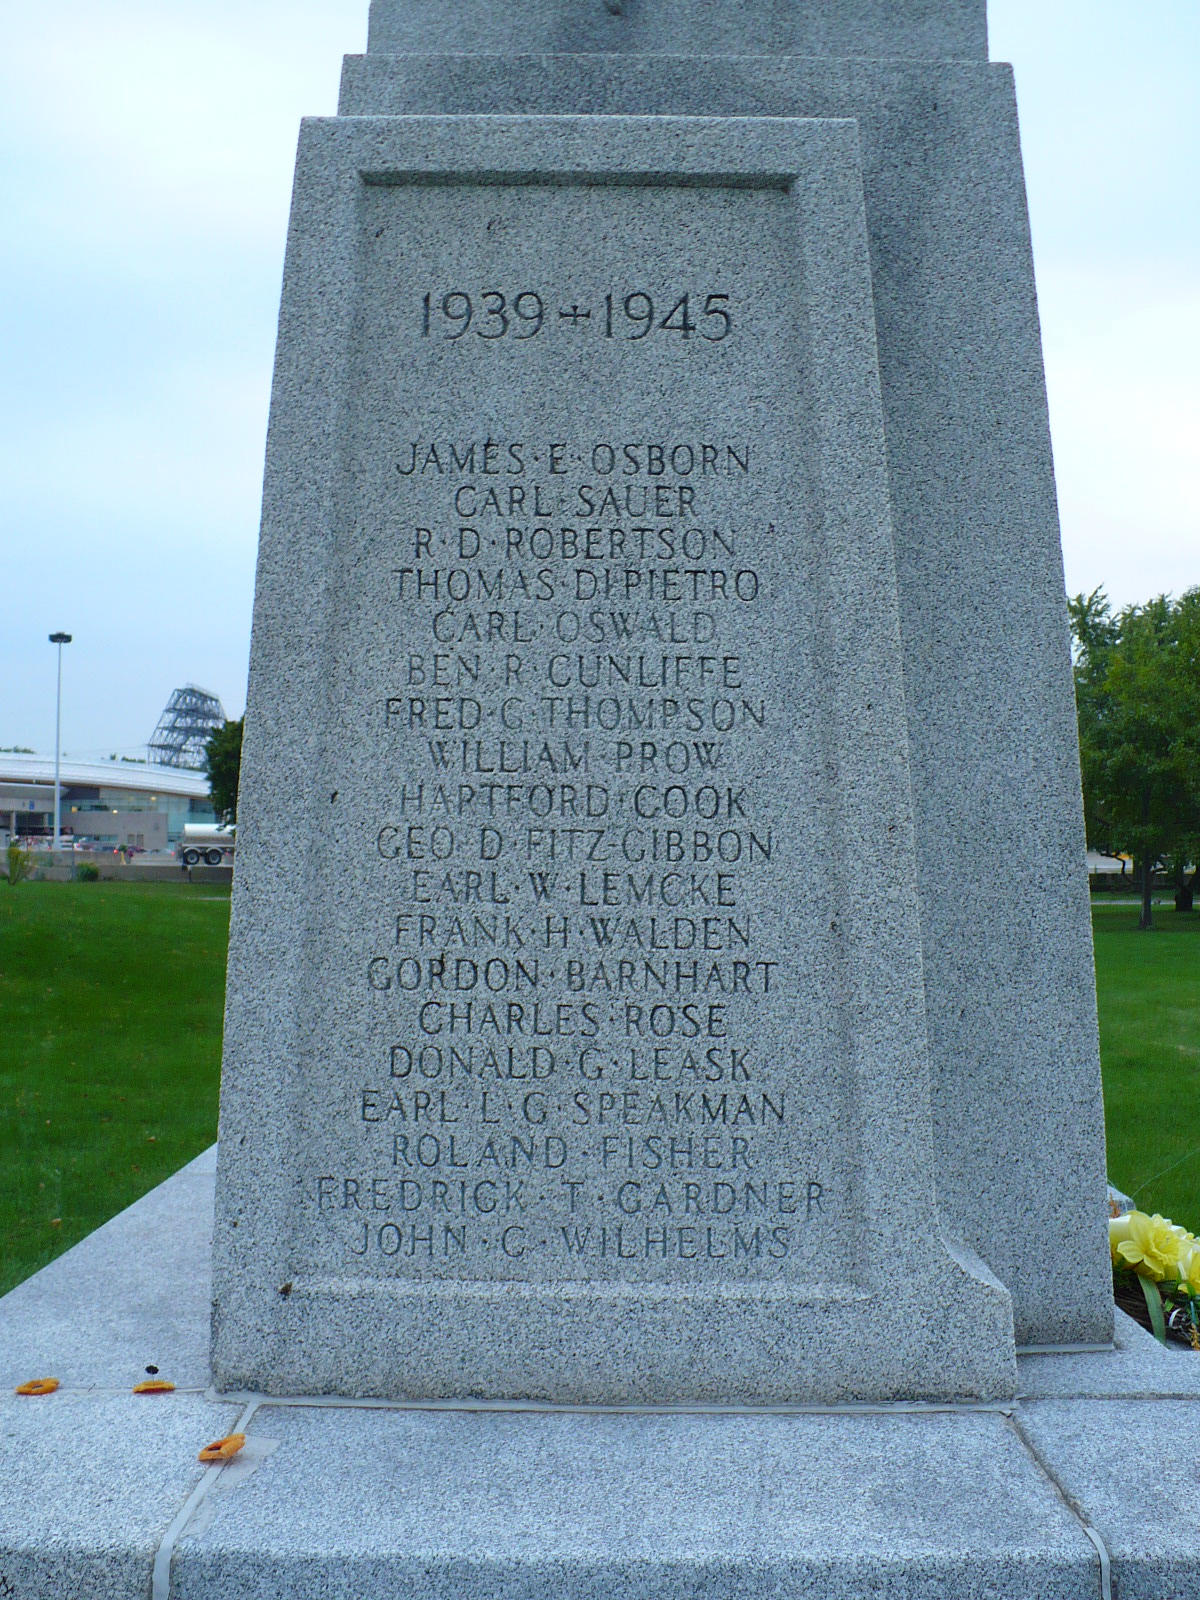 1939+1945
JAMES·E·OSBORN
CARL·SAUER
R·D·ROBERTSON
THOMAS·DI·PIETRO
CARL·OSWALD
BEN·R·CUNLIFFE
FRED·G·THOMPSON
WILLIAM·PROW
HARTFORD·COOK
GEO·D·FITZ-GIBBON
EARL·W·LEMCKE
FRANK·H·WALDEN
GORDON·BARNHART
CHARLES·ROSE
DONALD·G·LEASK
EARL·L·G·SPEAKMAN
ROLAND·FISHER
FREDRICK·T·GARDNER
JOHN·C·WILHELMS